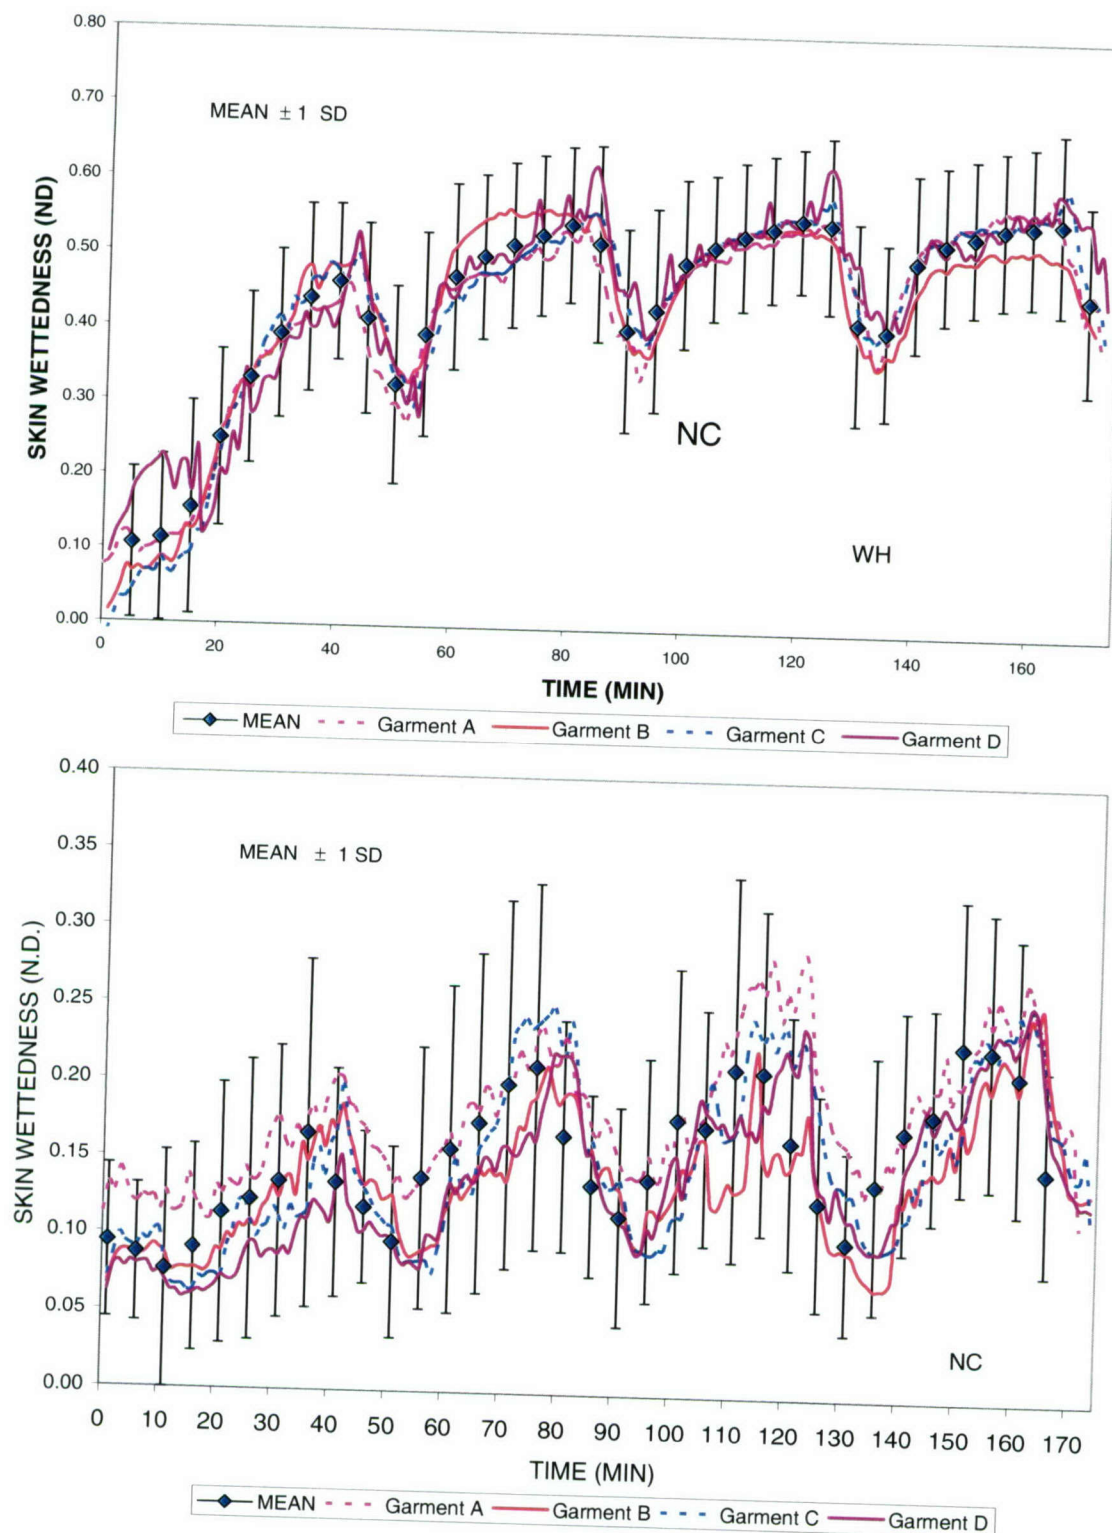 0.80
0.70
MEAN ± 1 SD
0.60
0.50
0.40
NC
0.30
0.20
WH
0.10
0.00
SKIN WETTEDNESS (ND)
0 20 40 60 80 100 120 140 160
TIME (MIN)
MEAN Garment A Garment B Garment C Garment D
0.40
0.35
MEAN ± 1 SD
0.30
0.25
0.20
0.15
0.10
0.05
NC
0.00
SKIN WETTEDNESS (N.D.)
0 10 20 30 40 50 60 70 80 90 100 110 120 130 140 150 160 170
TIME (MIN)
MEAN Garment A Garment B Garment C Garment D